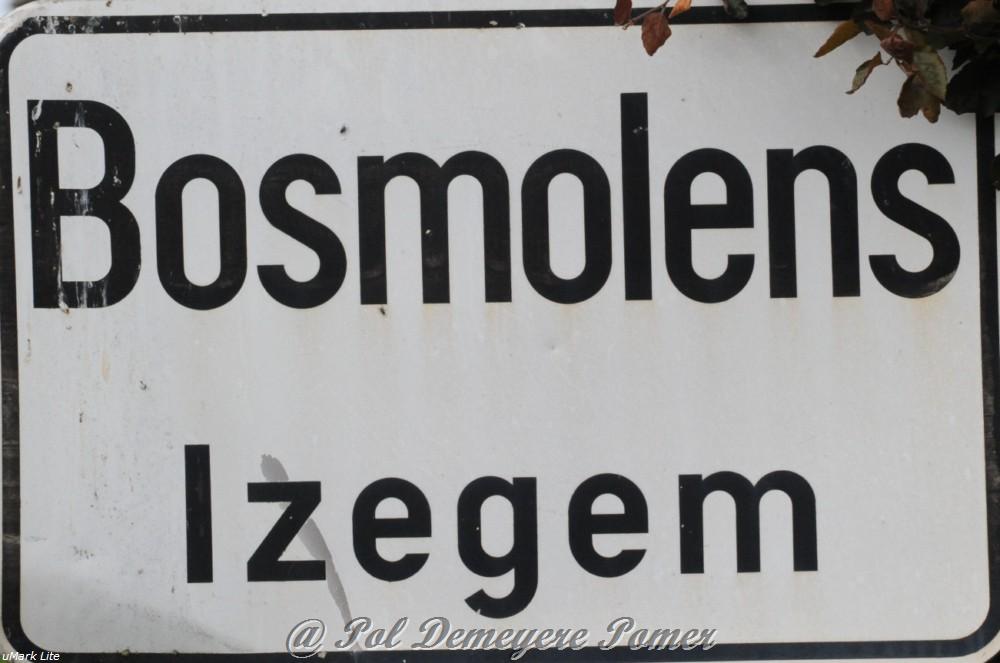 Bosmolens
Izegem
@ Pol Demeyere Pomer
uMark Lite